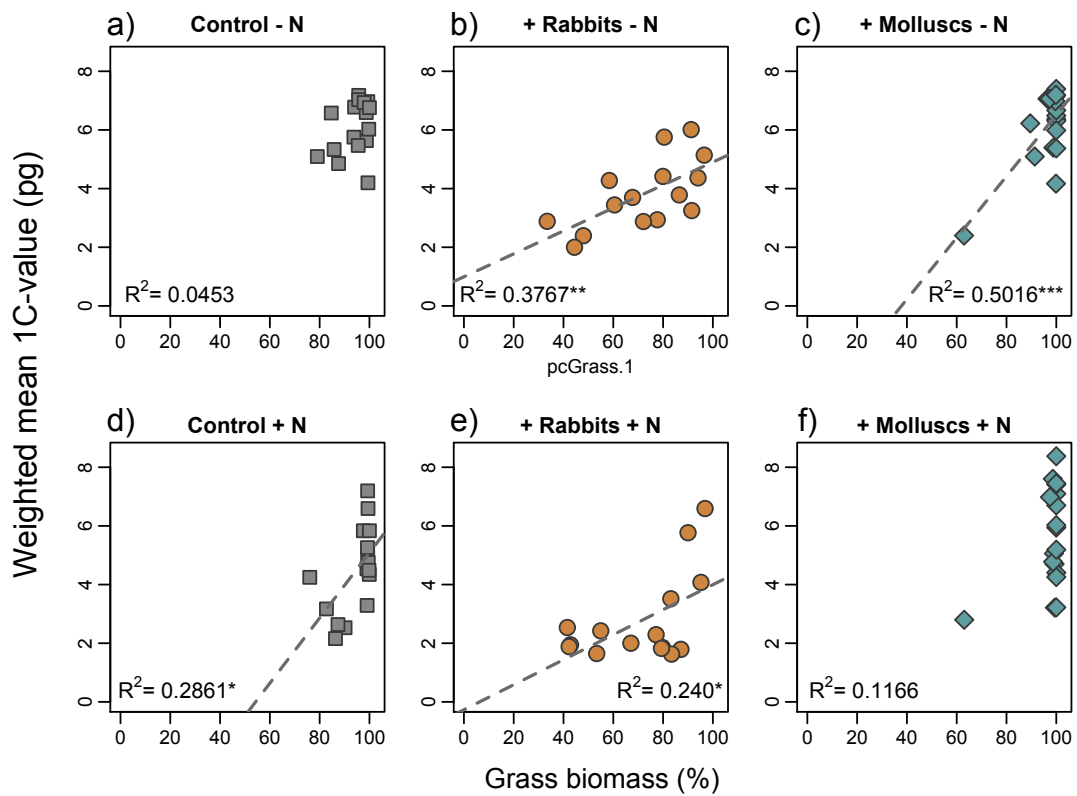 a) Control - N
b) + Rabbits - N
c) + Molluscs - N
Weighted mean 1C-value (pg)
8
6
4
2
0
R²= 0.0453
0 20 40 60 80 100
8
6
4
2
0
R²= 0.3767**
0 20 40 60 80 100
pcGrass.1
8
6
4
2
0
R²= 0.5016***
0 20 40 60 80 100
d) Control + N
e) + Rabbits + N
f) + Molluscs + N
8
6
4
2
0
R²= 0.2861*
0 20 40 60 80 100
8
6
4
2
0
R²= 0.240*
0 20 40 60 80 100
8
6
4
2
0
R²= 0.1166
0 20 40 60 80 100
Grass biomass (%)